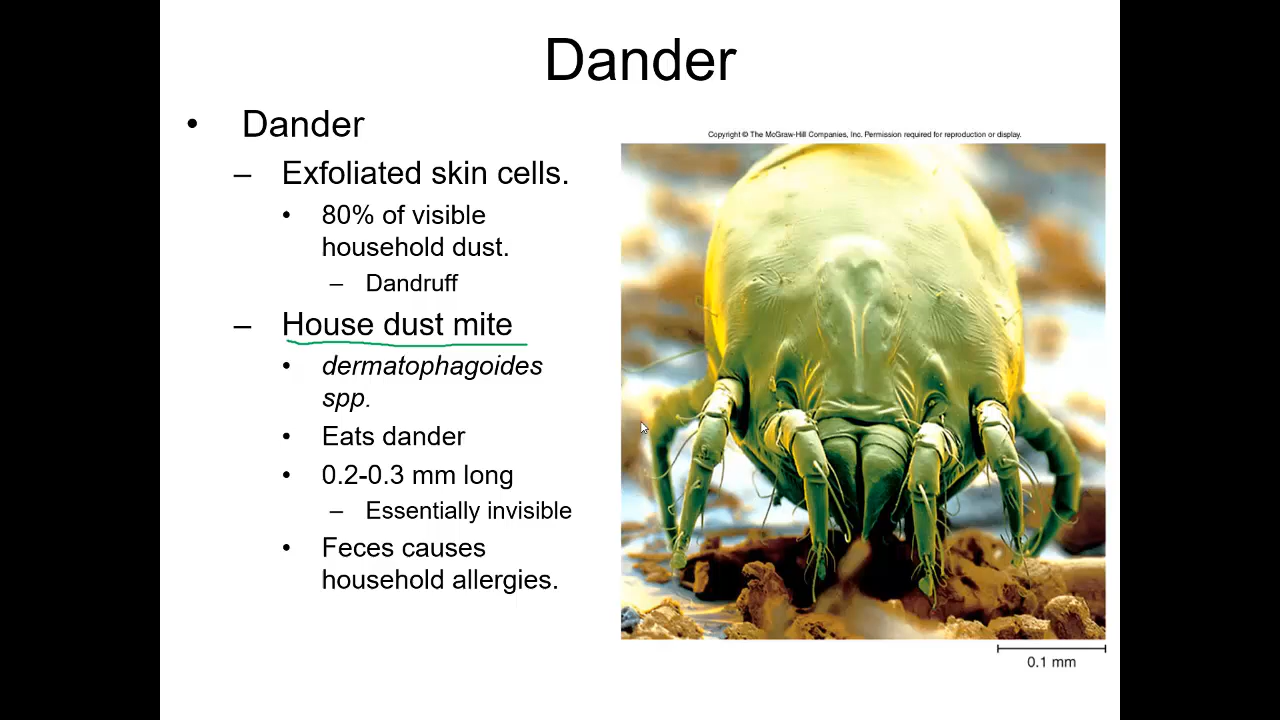 Dander
• Dander
– Exfoliated skin cells.
• 80% of visible
household dust.
– Dandruff
– House dust mite
• dermatophagoides
spp.
• Eats dander
• 0.2-0.3 mm long
– Essentially invisible
• Feces causes
household allergies.
Copyright © The McGraw-Hill Companies, Inc. Permission required for reproduction or display.
0.1 mm